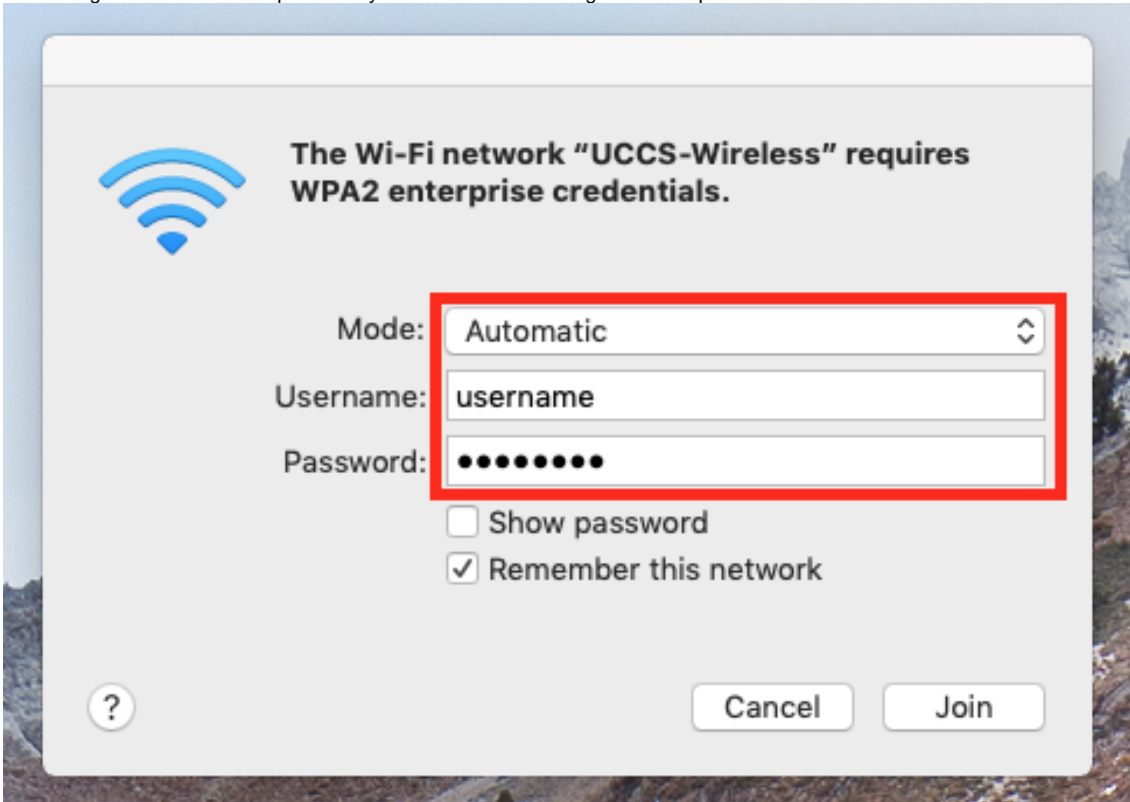 The Wi-Fi network “UCCS-Wireless” requires
WPA2 enterprise credentials.
Mode: Automatic
Username: username
Password: ••••••••
Show password
Remember this network
? Cancel Join